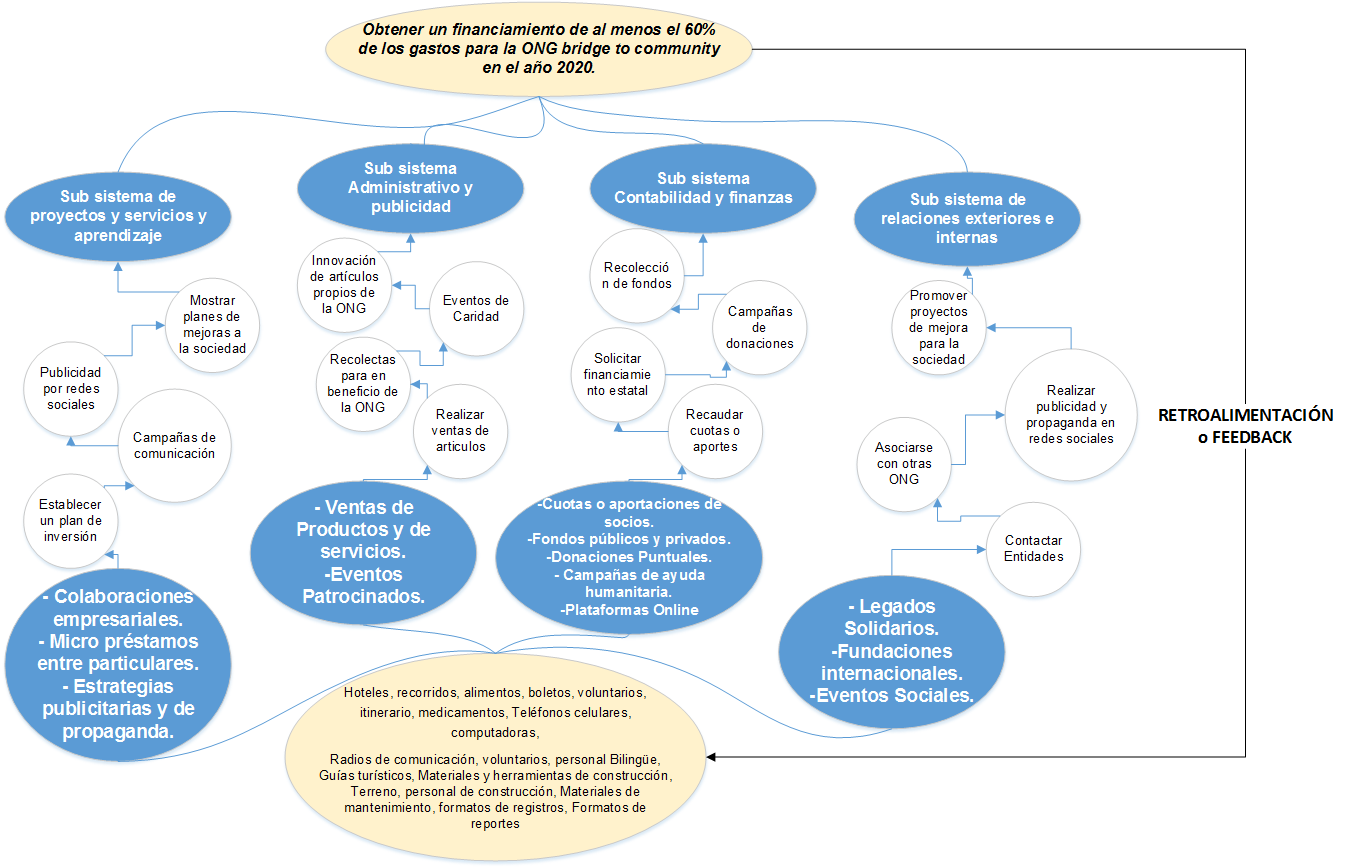 Obtener un financiamiento de al menos el 60%
de los gastos para la ONG bridge to community
en el año 2020.
Sub sistema de
proyectos y servicios y
aprendizaje
Mostrar
planes de
mejoras a
la sociedad
Publicidad
por redes
sociales
Campañas de
comunicación
Establecer
un plan de
inversión
- Colaboraciones
empresariales.
- Micro préstamos
entre particulares.
- Estrategias
publicitarias y de
propaganda.
Sub sistema
Administrativo y
publicidad
Innovación
de artículos
propios de
la ONG
Eventos de
Caridad
Recolectas
para en
beneficio de
la ONG
Realizar
ventas de
articulos
- Ventas de
Productos y de
servicios.
-Eventos
Patrocinados.
Sub sistema
Contabilidad y finanzas
Recolecció
n de fondos
Campañas
de
donaciones
Solicitar
financiamie
nto estatal
Recaudar
cuotas o
aportes
-Cuotas o aportaciones de
socios.
-Fondos públicos y privados.
-Donaciones Puntuales.
- Campañas de ayuda
humanitaria.
-Plataformas Online
Sub sistema de
relaciones exteriores e
internas
Promover
proyectos
de mejora
para la
sociedad
Realizar
publicidad y
propaganda en
redes sociales
Asociarse
con otras
ONG
Contactar
Entidades
- Legados
Solidarios.
-Fundaciones
internacionales.
-Eventos Sociales.
RETROALIMENTACIÓN
o FEEDBACK
Hoteles, recorridos, alimentos, boletos, voluntarios,
itinerario, medicamentos, Teléfonos celulares,
computadoras,
Radios de comunicación, voluntarios, personal Bilingüe,
Guías turísticos, Materiales y herramientas de construcción,
Terreno, personal de construcción, Materiales de
mantenimiento, formatos de registros, Formatos de
reportes